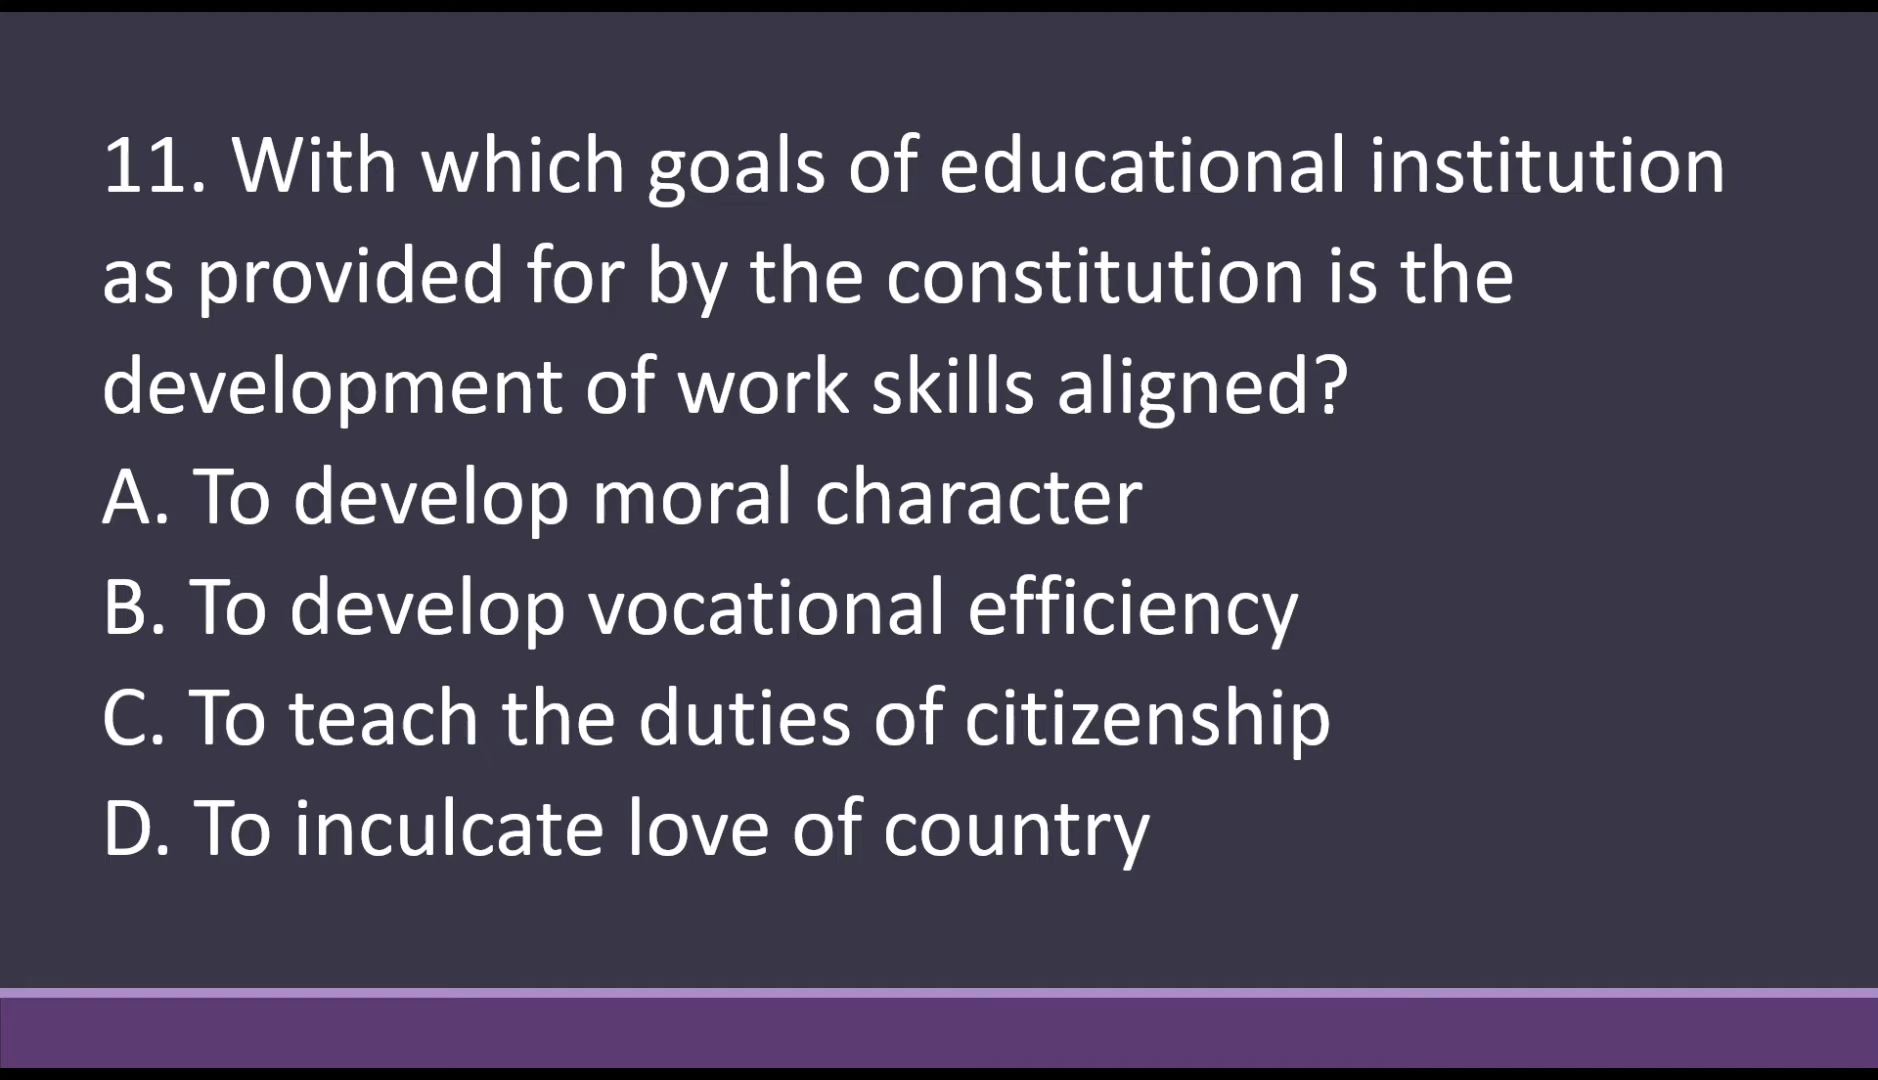 11. With which goals of educational institution
as provided for by the constitution is the
development of work skills aligned?
A. To develop moral character
B. To develop vocational efficiency
C. To teach the duties of citizenship
D. To inculcate love of country